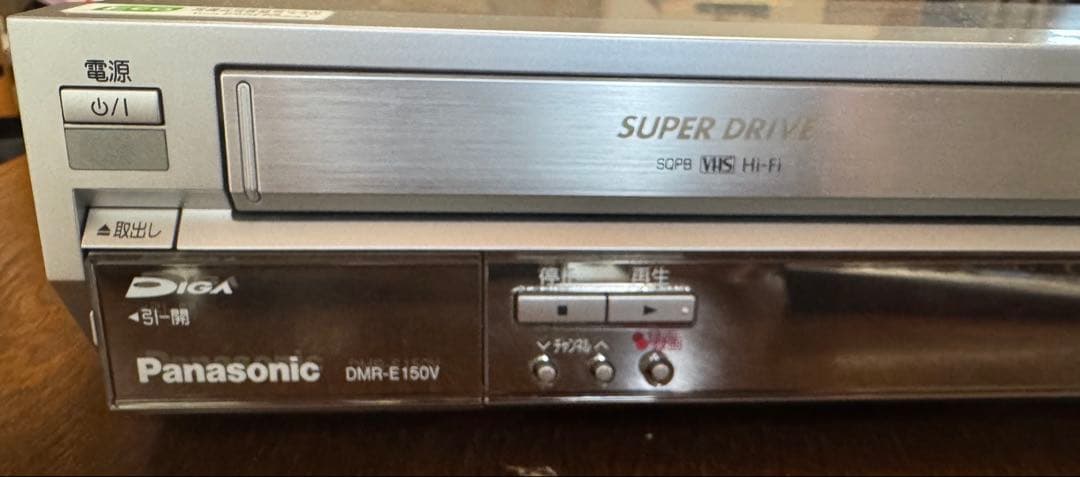 電源
⏻/I
SUPER DRIVE
SQPB VHS Hi-Fi
⏏取出し
DIGA
◀引-開
Panasonic DMR-E150V
停止 再生
■ ▶
∨ チャンネル ∧ ●録画